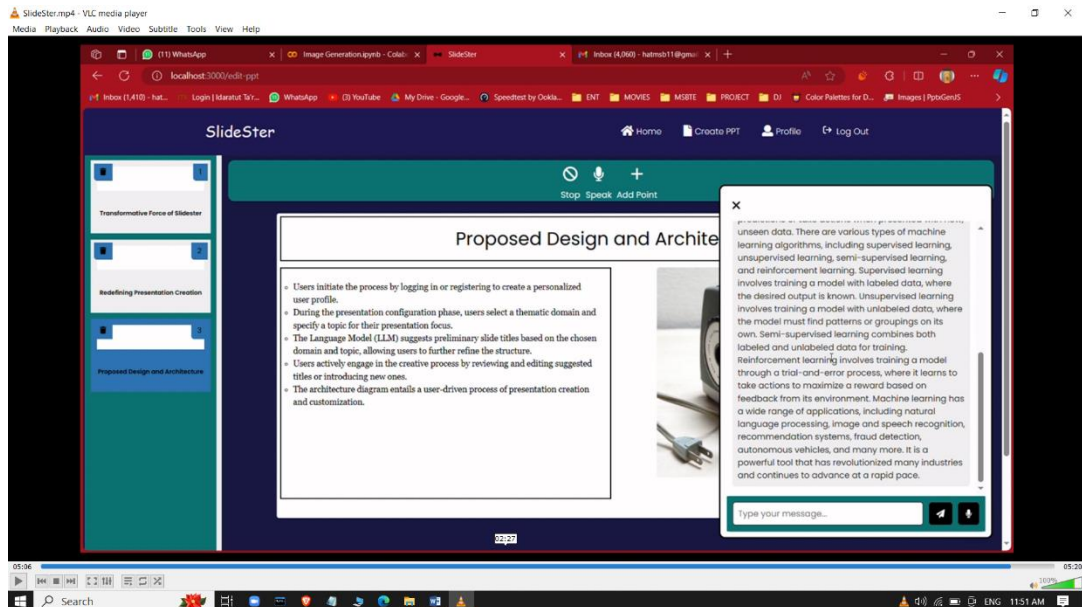 SlideSter.mp4 - VLC media player
Media Playback Audio Video Subtitle Tools View Help
(11) WhatsApp
Image Generation.ipynb - Colab
SlideSter
Inbox (4,060) - hatmsb11@gmai
localhost:3000/edit-ppt
Inbox (1,410) - hat...
Login | Idaratut Ta'r...
WhatsApp
(3) YouTube
My Drive - Google...
Speedtest by Ookla...
ENT
MOVIES
MSBTE
PROJECT
DJ
Color Palettes for D...
Images | PptxGenJS
SlideSter
Home
Create PPT
Profile
Log Out
1
Transformative Force of Slidester
2
Redefining Presentation Creation
3
Proposed Design and Architecture
Stop Speak Add Point
Proposed Design and Archite
Users initiate the process by logging in or registering to create a personalized
user profile.
During the presentation configuration phase, users select a thematic domain and
specify a topic for their presentation focus.
The Language Model (LLM) suggests preliminary slide titles based on the chosen
domain and topic, allowing users to further refine the structure.
Users actively engage in the creative process by reviewing and editing suggested
titles or introducing new ones.
The architecture diagram entails a user-driven process of presentation creation
and customization.
unseen data. There are various types of machine
learning algorithms, including supervised learning,
unsupervised learning, semi-supervised learning,
and reinforcement learning. Supervised learning
involves training a model with labeled data, where
the desired output is known. Unsupervised learning
involves training a model with unlabeled data, where
the model must find patterns or groupings on its
own. Semi-supervised learning combines both
labeled and unlabeled data for training.
Reinforcement learning involves training a model
through a trial-and-error process, where it learns to
take actions to maximize a reward based on
feedback from its environment. Machine learning has
a wide range of applications, including natural
language processing, image and speech recognition,
recommendation systems, fraud detection,
autonomous vehicles, and many more. It is a
powerful tool that has revolutionized many industries
and continues to advance at a rapid pace.
Type your message...
02:27
05:06
05:20
100%
Search
ENG
11:51 AM